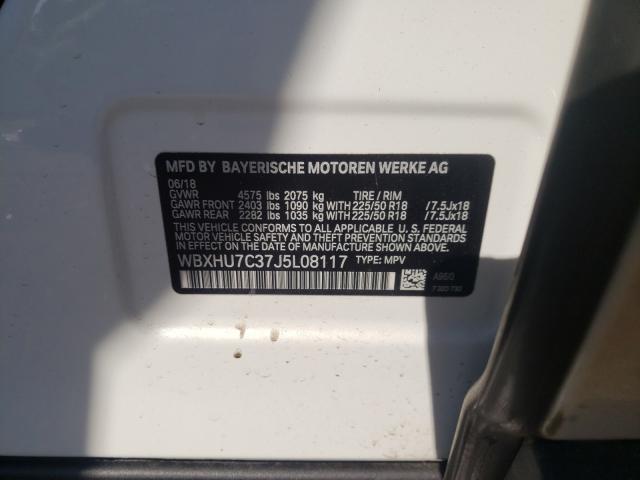 MFD BY BAYERISCHE MOTOREN WERKE AG
06/18
GVWR 4575 lbs 2075 kg TIRE / RIM
GAWR FRONT 2403 lbs 1090 kg WITH 225/50 R18 /7.5Jx18
GAWR REAR 2282 lbs 1035 kg WITH 225/50 R18 /7.5Jx18
THIS VEHICLE CONFORMS TO ALL APPLICABLE U. S. FEDERAL
MOTOR VEHICLE SAFETY AND THEFT PREVENTION STANDARDS IN
EFFECT ON THE DATE OF MANUFACTURE SHOWN ABOVE.
WBXHU7C37J5L08117 TYPE: MPV